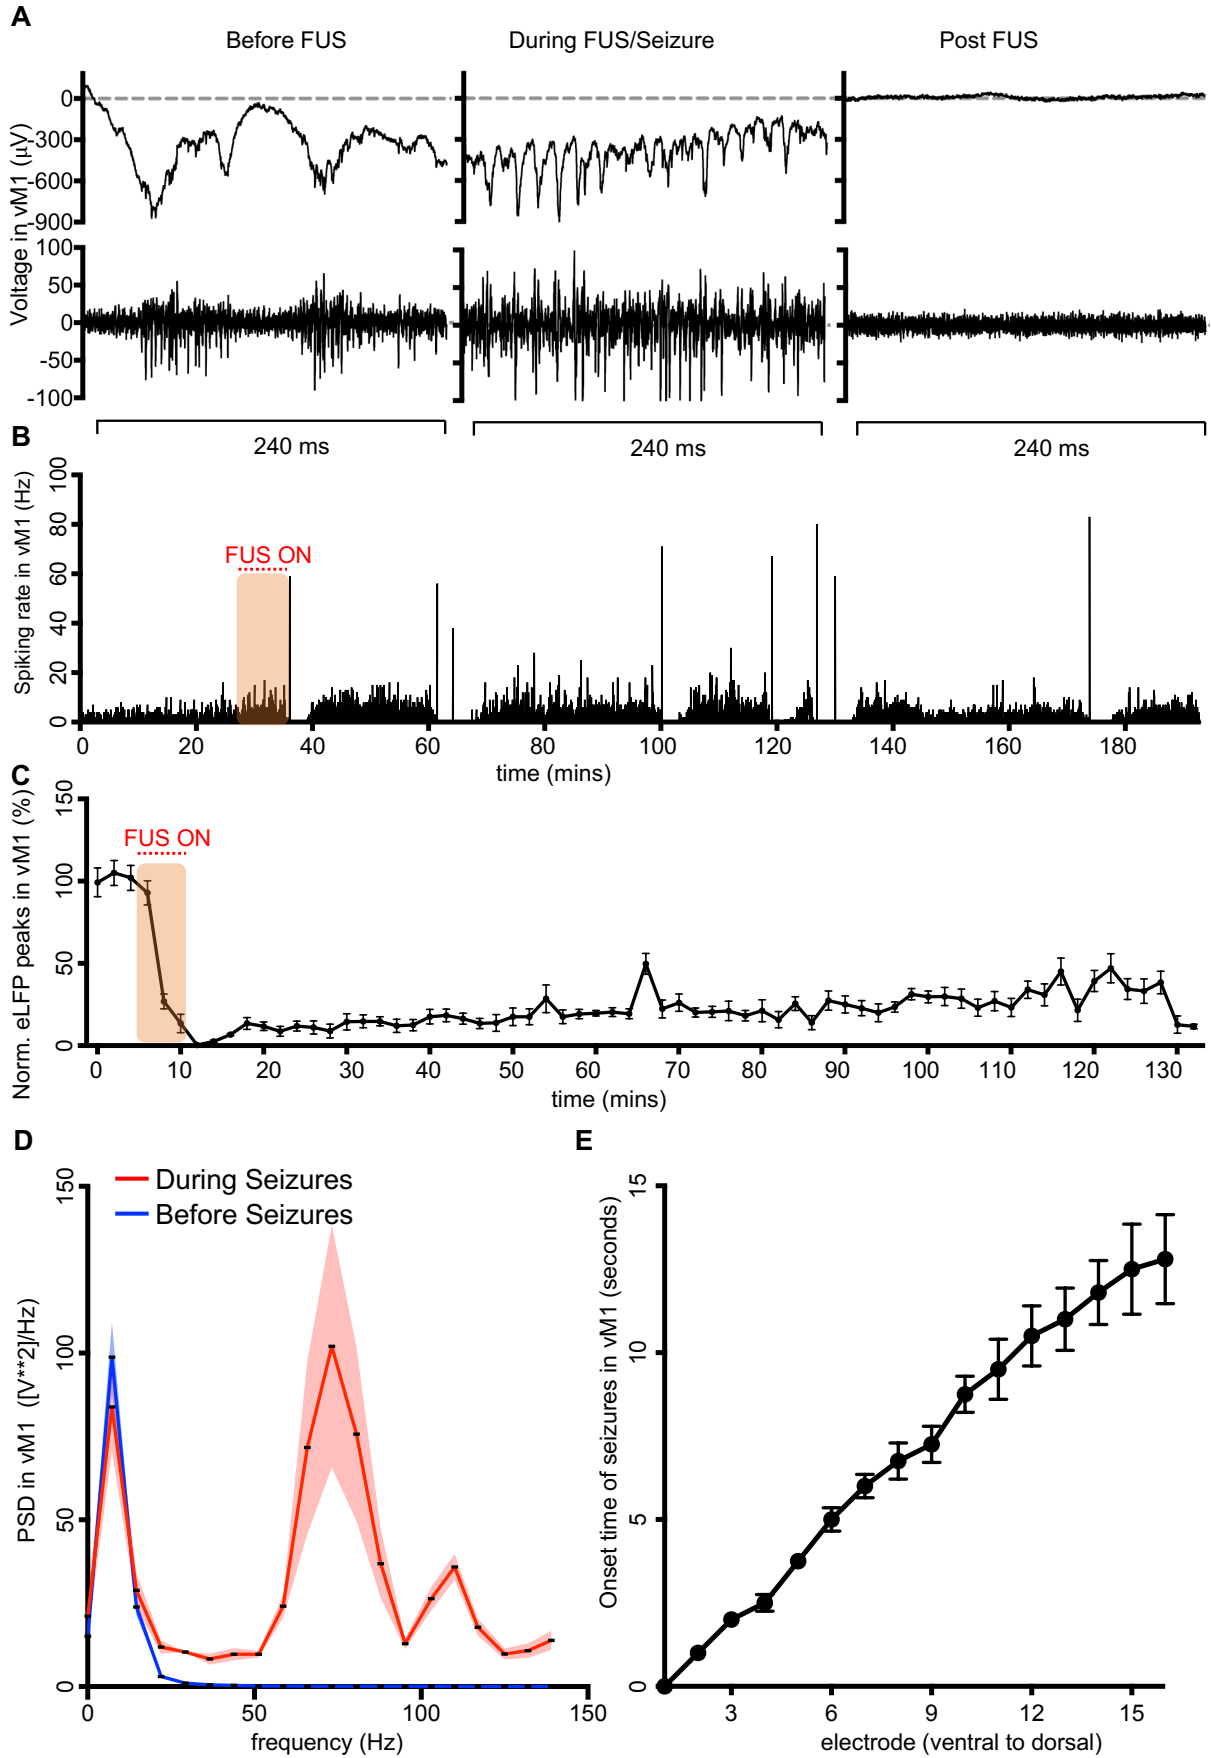 A
Before FUS
During FUS/Seizure
Post FUS
Voltage in vM1 (µV)
0
-300
-600
-900
100
50
0
-50
-100
240 ms
240 ms
240 ms
B
Spiking rate in vM1 (Hz)
0 20 40 60 80 100
FUS ON
0 20 40 60 80 100 120 140 160 180
time (mins)
C
Norm. eLFP peaks in vM1 (%)
0 50 100 150
FUS ON
0 10 20 30 40 50 60 70 80 90 100 110 120 130
time (mins)
D
PSD in vM1 ([V**2]/Hz)
0 50 100 150
During Seizures
Before Seizures
0 50 100 150
frequency (Hz)
E
Onset time of seizures in vM1 (seconds)
0 5 10 15
3 6 9 12 15
electrode (ventral to dorsal)